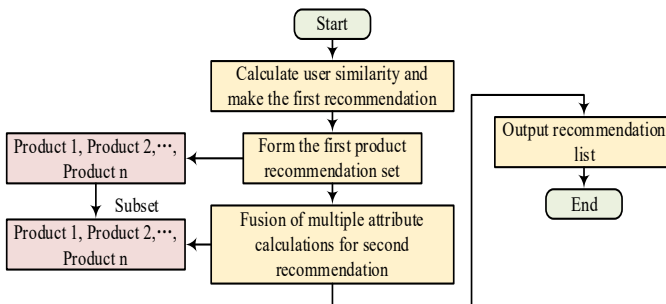 Start
Calculate user similarity and
make the first recommendation
Form the first product
recommendation set
Product 1, Product 2,⋯,
Product n
Subset
Fusion of multiple attribute
calculations for second
recommendation
Product 1, Product 2,⋯,
Product n
Output recommendation
list
End